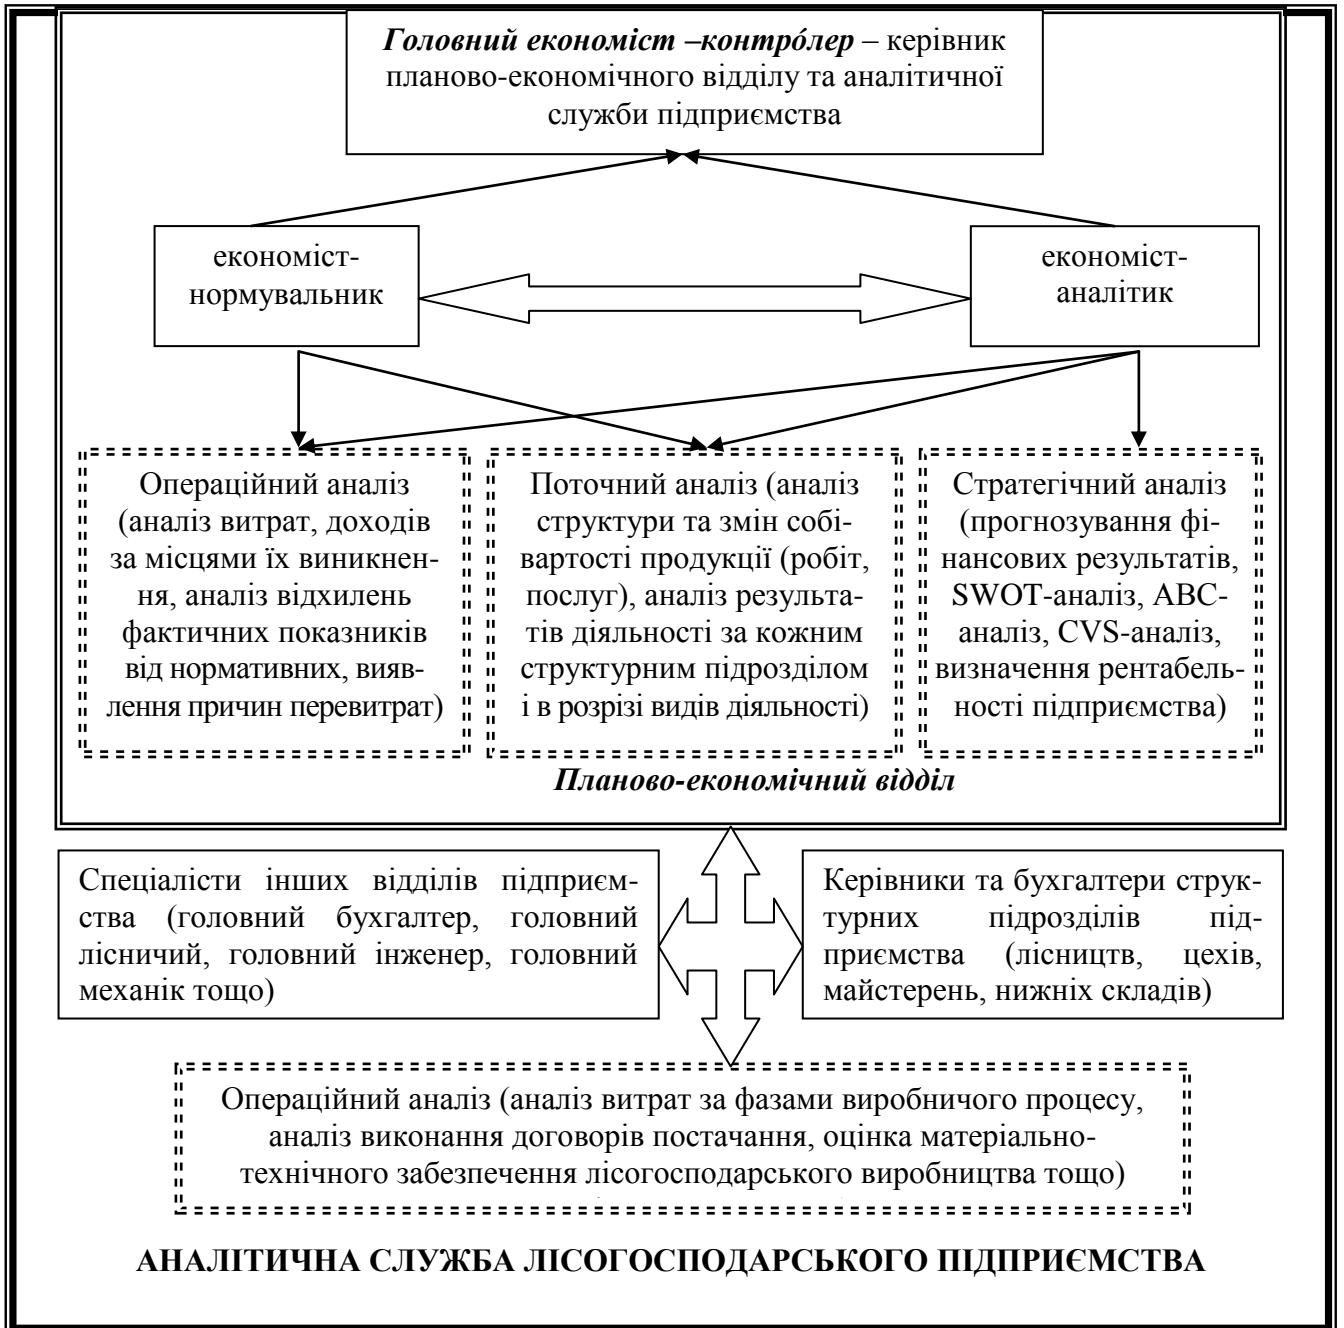 Головний економіст –контро́лер – керівник
планово-економічного відділу та аналітичної
служби підприємства
економіст-
нормувальник
економіст-
аналітик
Операційний аналіз
(аналіз витрат, доходів
за місцями їх виникнен-
ня, аналіз відхилень
фактичних показників
від нормативних, вияв-
лення причин перевитрат)
Поточний аналіз (аналіз
структури та змін собі-
вартості продукції (робіт,
послуг), аналіз результа-
тів діяльності за кожним
структурним підрозділом
і в розрізі видів діяльності)
Стратегічний аналіз
(прогнозування фі-
нансових результатів,
SWOT-аналіз, ABC-
аналіз, CVS-аналіз,
визначення рентабель-
ності підприємства)
Планово-економічний відділ
Спеціалісти інших відділів підприєм-
ства (головний бухгалтер, головний
лісничий, головний інженер, головний
механік тощо)
Керівники та бухгалтери струк-
турних підрозділів під-
приємства (лісництв, цехів,
майстерень, нижніх складів)
Операційний аналіз (аналіз витрат за фазами виробничого процесу,
аналіз виконання договорів постачання, оцінка матеріально-
технічного забезпечення лісогосподарського виробництва тощо)
АНАЛІТИЧНА СЛУЖБА ЛІСОГОСПОДАРСЬКОГО ПІДПРИЄМСТВА